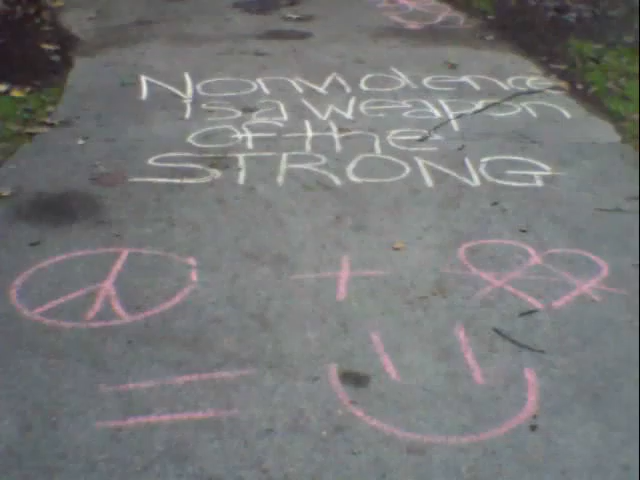 Nonviolence
is a weapon
of the
STRONG
+
=